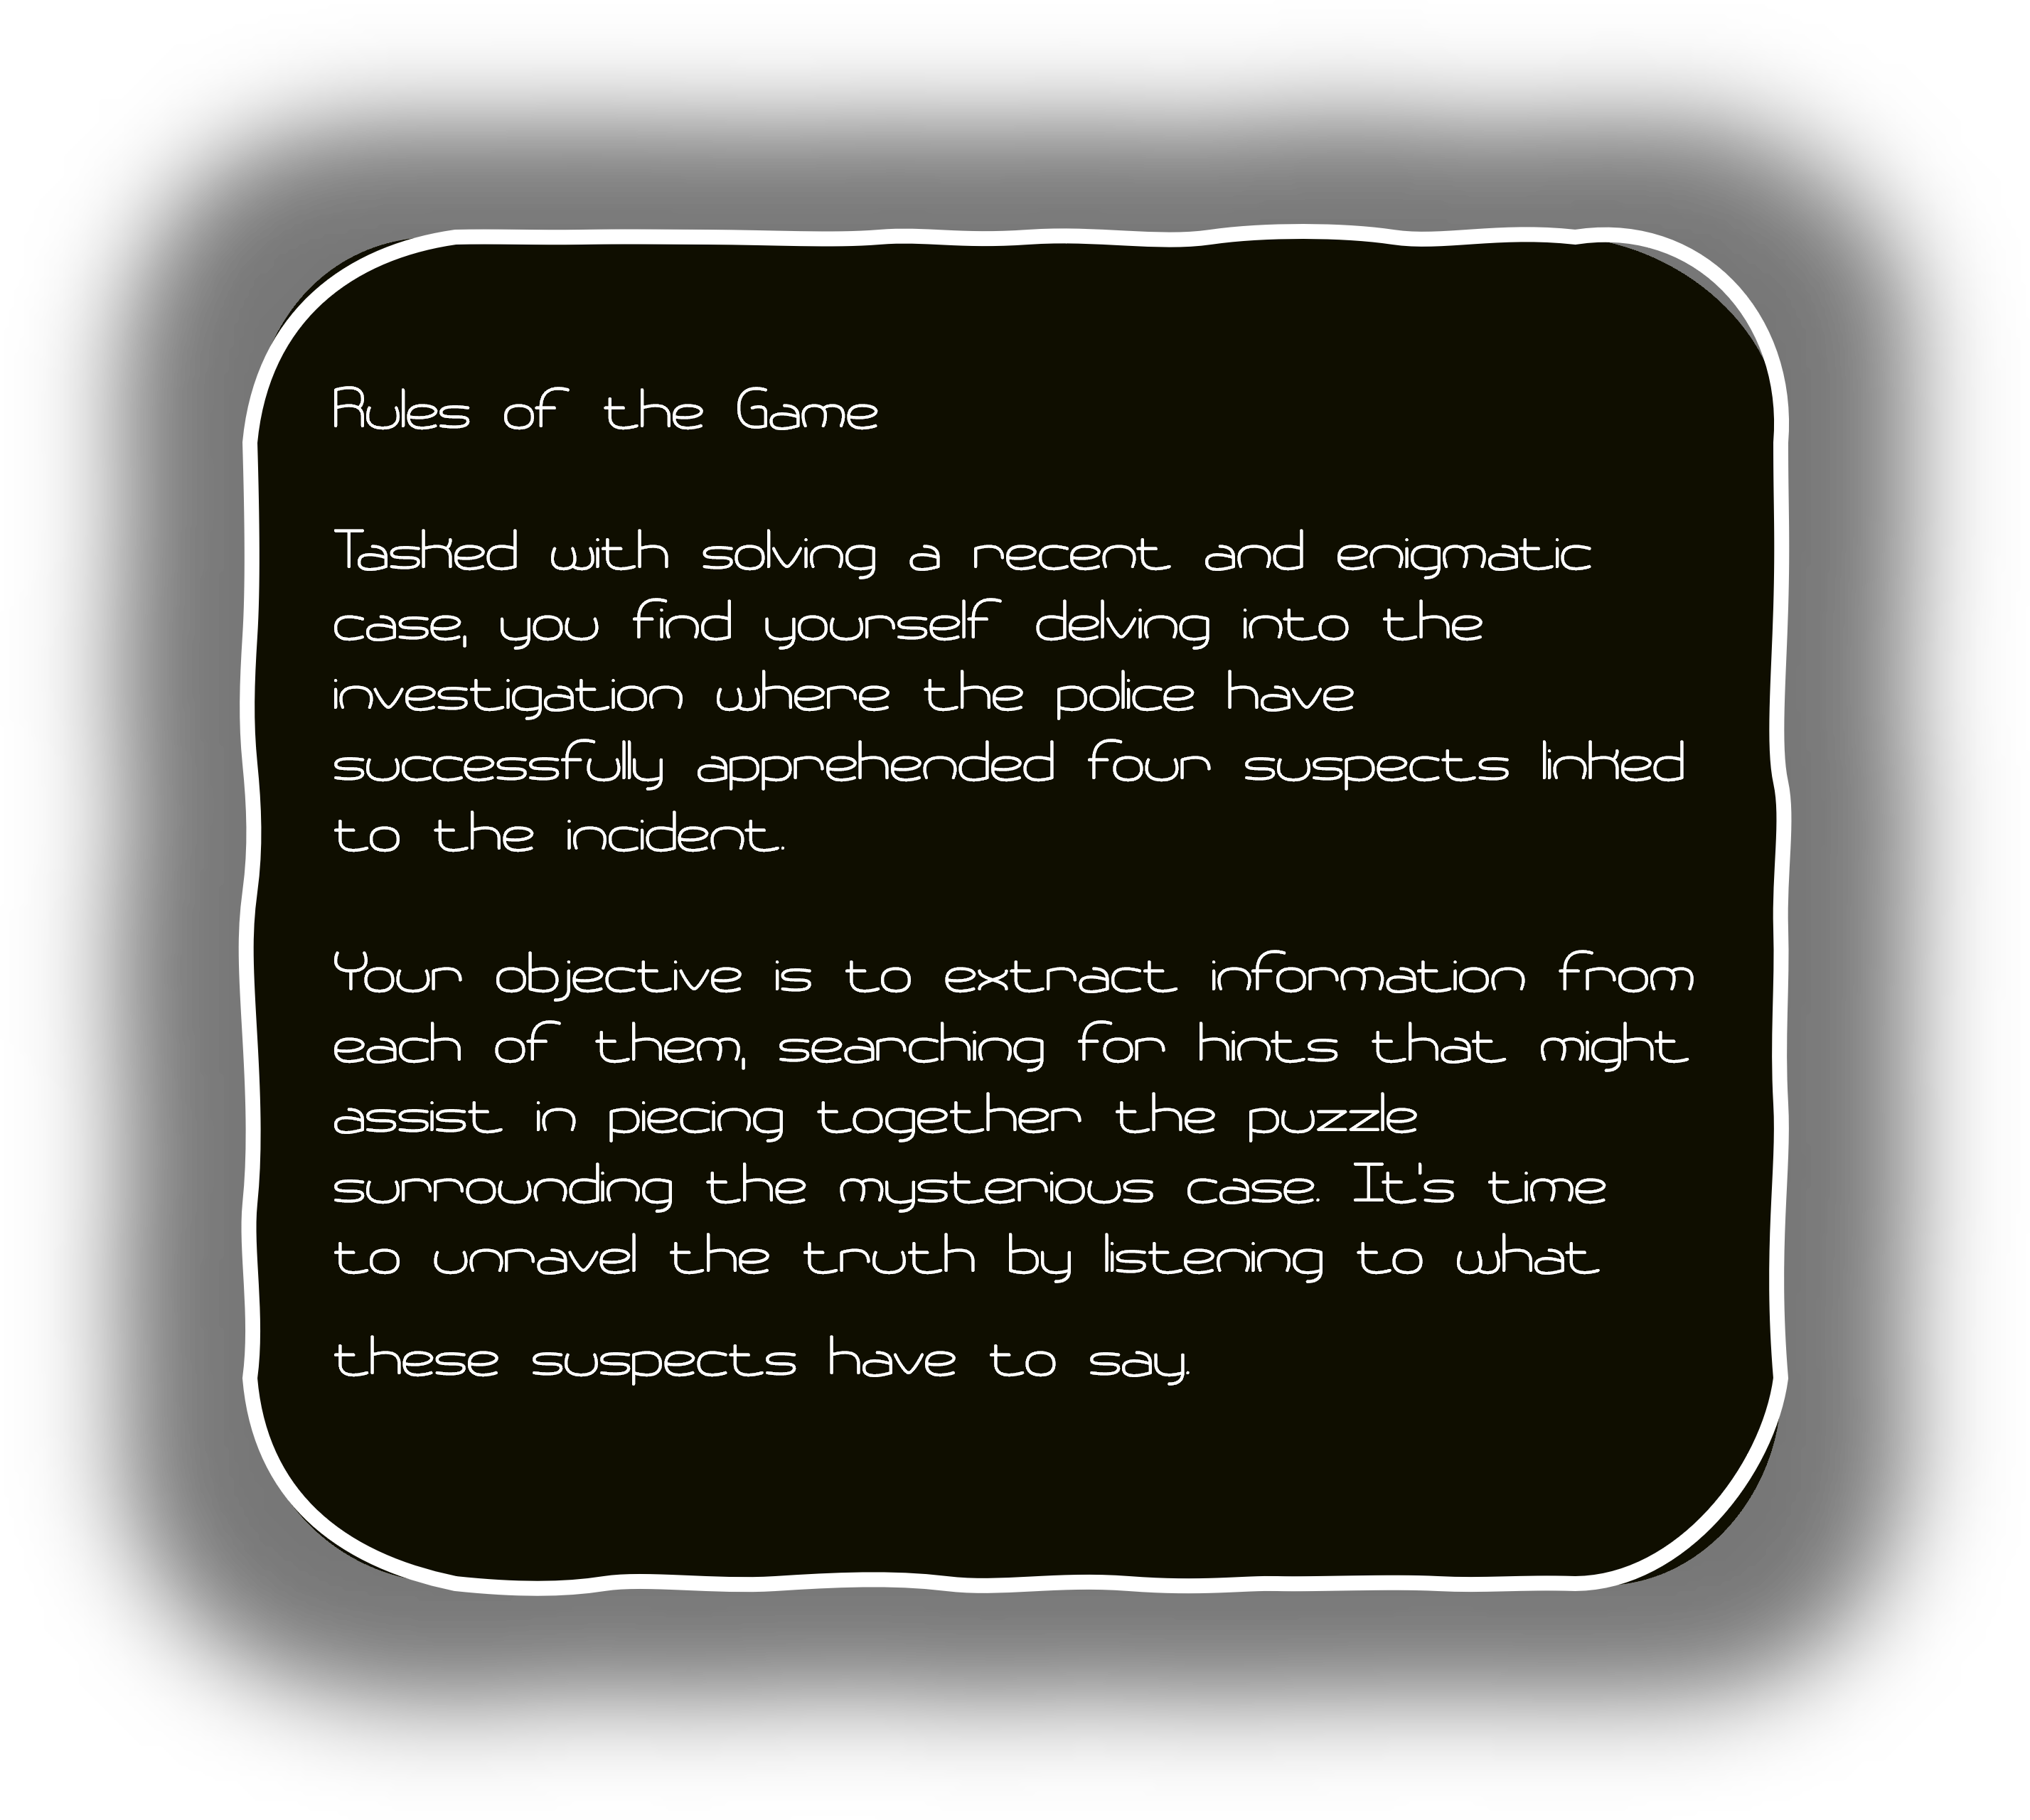 Rules of the Game
Tasked with solving a recent and enigmatic
case, you find yourself delving into the
investigation where the police have
successfully apprehended four suspects linked
to the incident.
Your objective is to extract information from
each of them, searching for hints that might
assist in piecing together the puzzle
surrounding the mysterious case. It's time
to unravel the truth by listening to what
these suspects have to say.